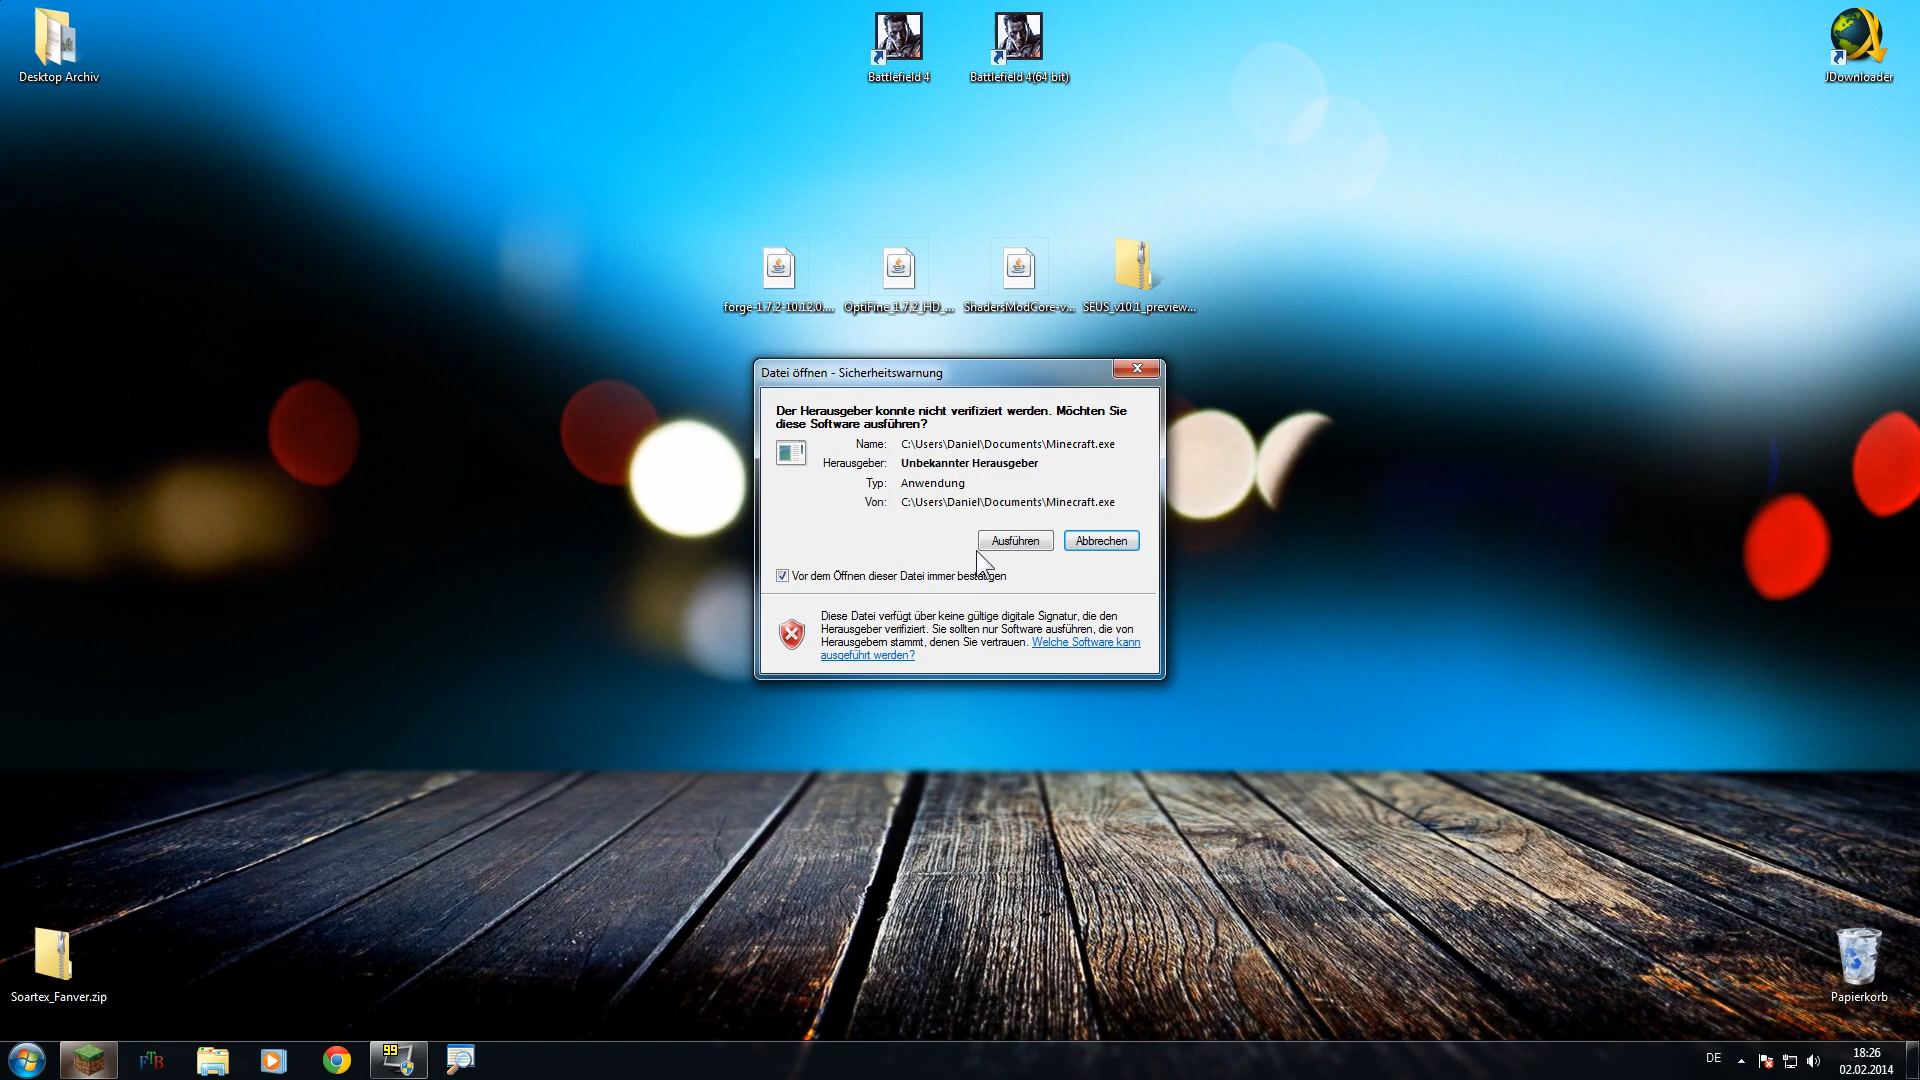 Desktop Archiv
Battlefield 4
Battlefield 4(64 bit)
JDownloader
forge-1.7.2-10.12.0....
OptiFine_1.7.2_HD_...
ShadersModCore-v...
SEUS_v10.1_preview...
Datei öffnen - Sicherheitswarnung
Der Herausgeber konnte nicht verifiziert werden. Möchten Sie
diese Software ausführen?
Name: C:\Users\Daniel\Documents\Minecraft.exe
Herausgeber: Unbekannter Herausgeber
Typ: Anwendung
Von: C:\Users\Daniel\Documents\Minecraft.exe
Ausführen Abbrechen
Vor dem Öffnen dieser Datei immer bestätigen
Diese Datei verfügt über keine gültige digitale Signatur, die den
Herausgeber verifiziert. Sie sollten nur Software ausführen, die von
Herausgebern stammt, denen Sie vertrauen. Welche Software kann
ausgeführt werden?
Soartex_Fanver.zip
Papierkorb
FTB
99
DE
18:26
02.02.2014